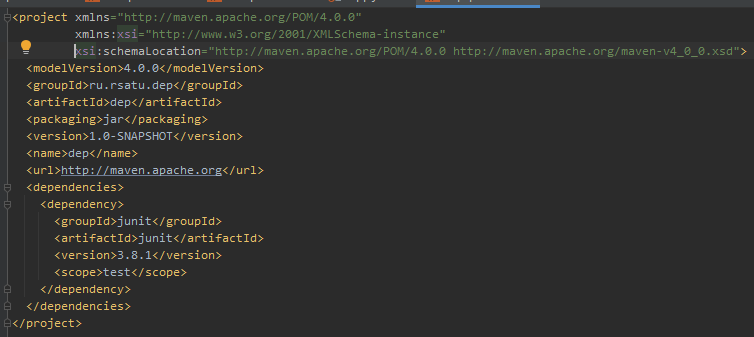 <project xmlns="http://maven.apache.org/POM/4.0.0"
xmlns:xsi="http://www.w3.org/2001/XMLSchema-instance"
xsi:schemaLocation="http://maven.apache.org/POM/4.0.0 http://maven.apache.org/maven-v4_0_0.xsd">
<modelVersion>4.0.0</modelVersion>
<groupId>ru.rsatu.dep</groupId>
<artifactId>dep</artifactId>
<packaging>jar</packaging>
<version>1.0-SNAPSHOT</version>
<name>dep</name>
<url>http://maven.apache.org</url>
<dependencies>
<dependency>
<groupId>junit</groupId>
<artifactId>junit</artifactId>
<version>3.8.1</version>
<scope>test</scope>
</dependency>
</dependencies>
</project>